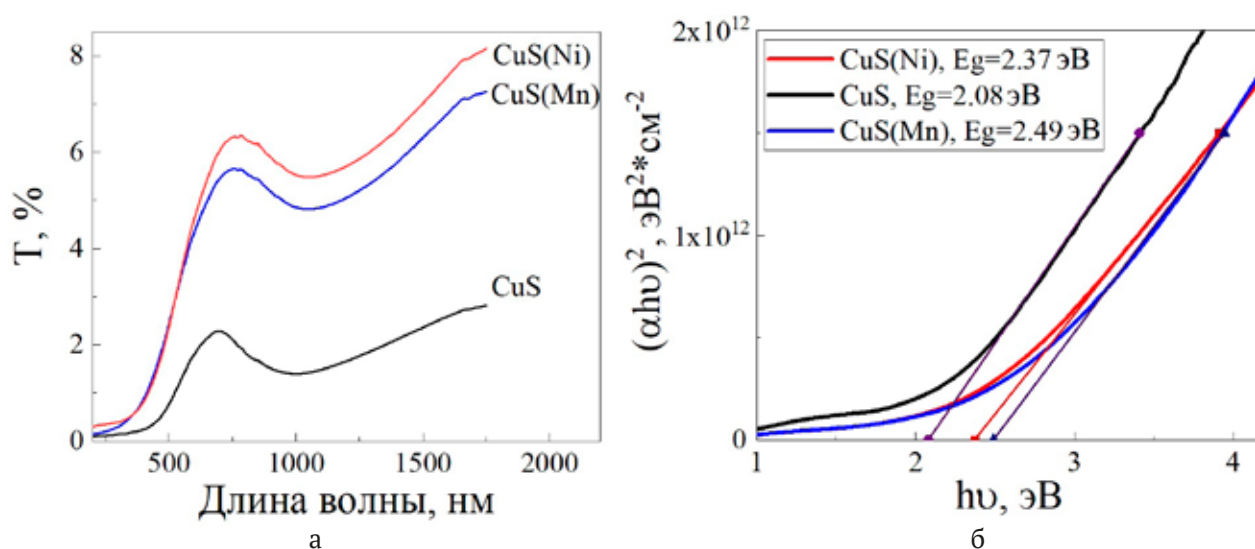 8
6
4
2
0
T, %
CuS(Ni)
CuS(Mn)
CuS
500
1000
1500
2000
Длина волны, нм
а
2x10¹²
1x10¹²
0
(αhυ)², эВ²*см⁻²
CuS(Ni), Eg=2.37 эВ
CuS, Eg=2.08 эВ
CuS(Mn), Eg=2.49 эВ
1
2
3
4
hυ, эВ
б